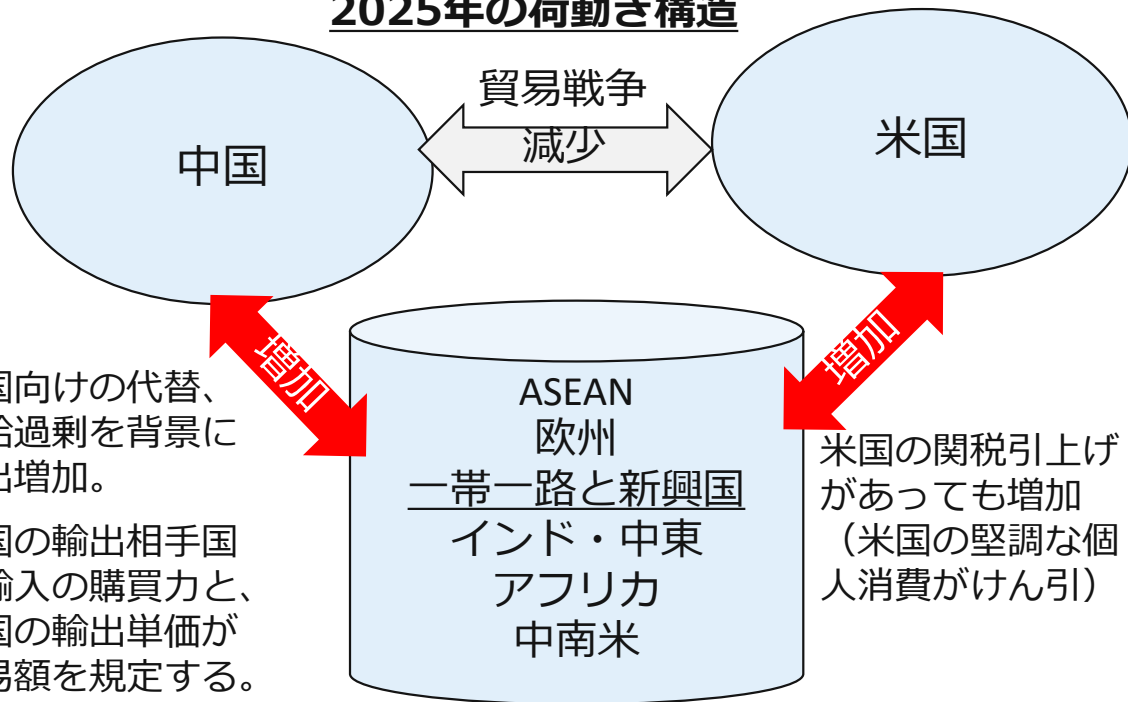 2025年の荷動き構造
貿易戦争
減少
中国
米国
増加
増加
国向けの代替、
給過剰を背景に
出増加。
国の輸出相手国
輸入の購買力と、
国の輸出単価が
易額を規定する。
ASEAN
欧州
一帯一路と新興国
インド・中東
アフリカ
中南米
米国の関税引上げ
があっても増加
（米国の堅調な個
人消費がけん引）